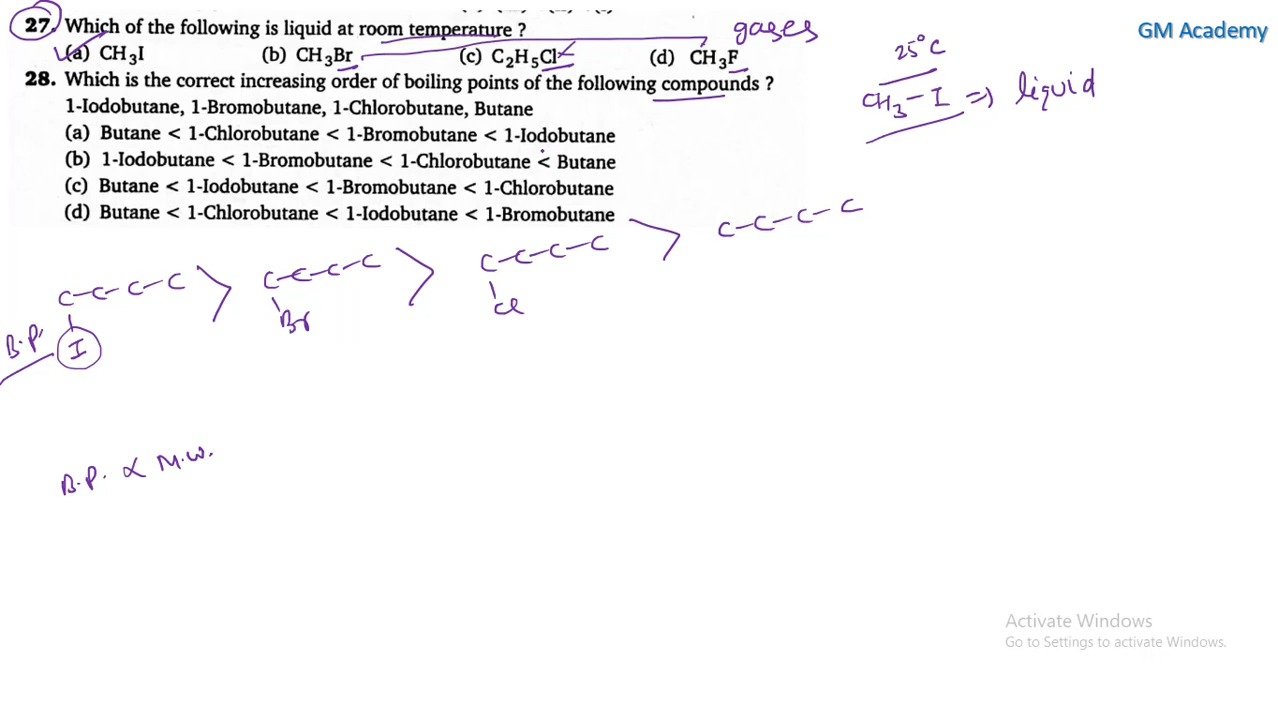 27. Which of the following is liquid at room temperature ?
gases
GM Academy
(a) CH₃I (b) CH₃Br (c) C₂H₅Cl (d) CH₃F
25°C
28. Which is the correct increasing order of boiling points of the following compounds ?
CH₃-I ⇒ liquid
1-Iodobutane, 1-Bromobutane, 1-Chlorobutane, Butane
(a) Butane < 1-Chlorobutane < 1-Bromobutane < 1-Iodobutane
(b) 1-Iodobutane < 1-Bromobutane < 1-Chlorobutane < Butane
(c) Butane < 1-Iodobutane < 1-Bromobutane < 1-Chlorobutane
(d) Butane < 1-Chlorobutane < 1-Iodobutane < 1-Bromobutane
C-C-C-C > C-C-C-C > C-C-C-C > C-C-C-C
B.P. I Br Cl
B.P. ∝ M.W.
Activate Windows
Go to Settings to activate Windows.